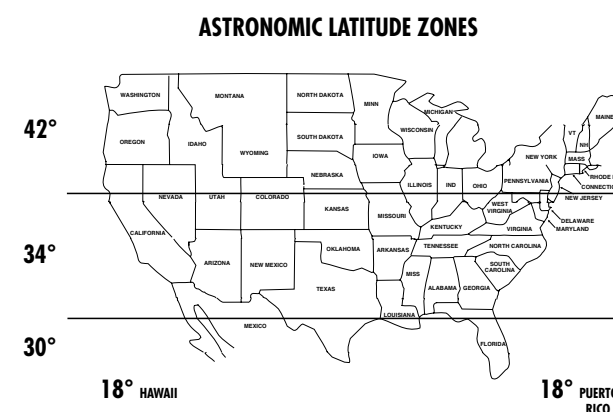 ASTRONOMIC LATITUDE ZONES
WASHINGTON
MONTANA
NORTH DAKOTA
MINN
MICHIGAN
MAINE
42°
OREGON
IDAHO
WYOMING
SOUTH DAKOTA
WISCONSIN
VT
NH
NEW YORK
MASS
IOWA
NEBRASKA
RHODE I
CONNECTIC
NEVADA
UTAH
COLORADO
ILLINOIS
IND
OHIO
PENNSYLVANIA
NEW JERSEY
KANSAS
MISSOURI
WEST
VIRGINIA
DELAWARE
MARYLAND
CALIFORNIA
KENTUCKY
VIRGINIA
34°
ARIZONA
NEW MEXICO
OKLAHOMA
ARKANSAS
TENNESSEE
NORTH CAROLINA
SOUTH
CAROLINA
TEXAS
MISS
ALABAMA
GEORGIA
LOUISIANA
MEXICO
30°
FLORIDA
18° HAWAII
18° PUERTO
RICO